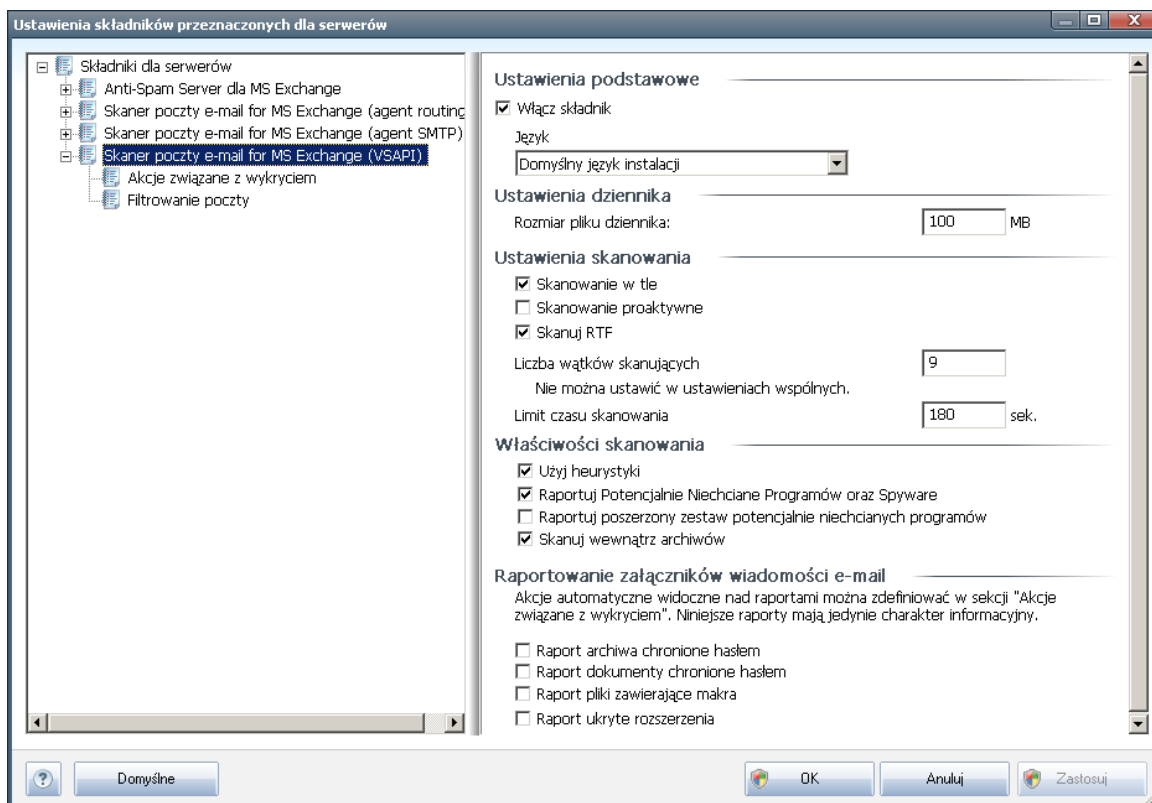 Ustawienia składników przeznaczonych dla serwerów
Składniki dla serwerów
Anti-Spam Server dla MS Exchange
Skaner poczty e-mail for MS Exchange (agent routing
Skaner poczty e-mail for MS Exchange (agent SMTP)
Skaner poczty e-mail for MS Exchange (VSAPI)
Akcje związane z wykryciem
Filtrowanie poczty
Ustawienia podstawowe
Włącz składnik
Język
Domyślny język instalacji
Ustawienia dziennika
Rozmiar pliku dziennika: 100 MB
Ustawienia skanowania
Skanowanie w tle
Skanowanie proaktywne
Skanuj RTF
Liczba wątków skanujących 9
Nie można ustawić w ustawieniach wspólnych.
Limit czasu skanowania 180 sek.
Właściwości skanowania
Użyj heurystyki
Raportuj Potencjalnie Niechciane Programów oraz Spyware
Raportuj poszerzony zestaw potencjalnie niechcianych programów
Skanuj wewnątrz archiwów
Raportowanie załączników wiadomości e-mail
Akcje automatyczne widoczne nad raportami można zdefiniować w sekcji "Akcje
związane z wykryciem". Niniejsze raporty mają jedynie charakter informacyjny.
Raport archiwa chronione hasłem
Raport dokumenty chronione hasłem
Raport pliki zawierające makra
Raport ukryte rozszerzenia
? Domyślne OK Anuluj Zastosuj